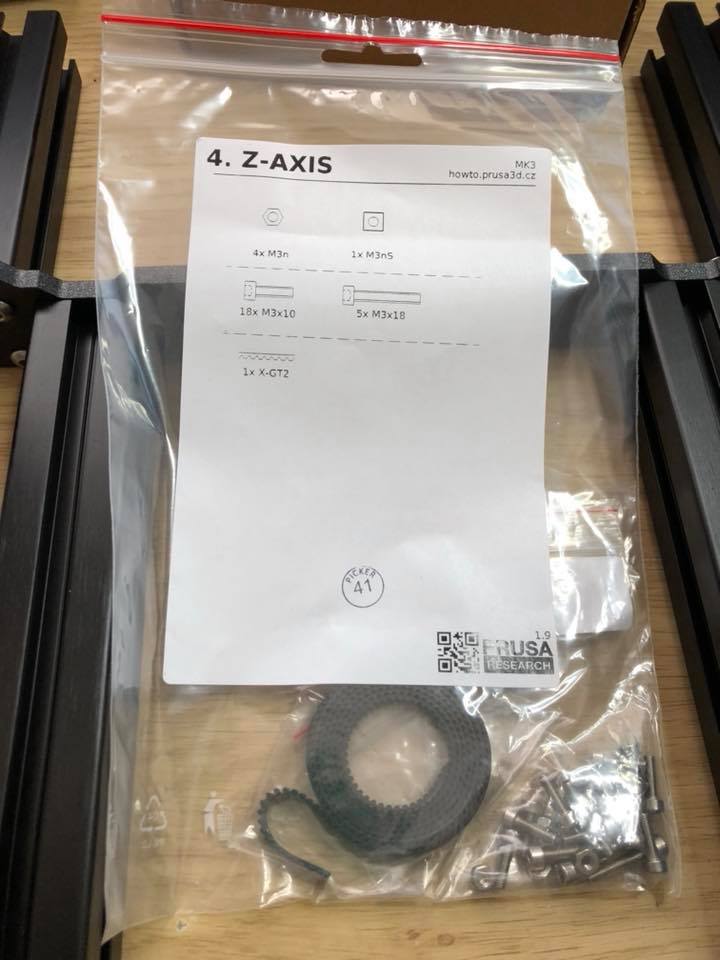 4. Z-AXIS
MK3
howto.prusa3d.cz
4x M3n
1x M3nS
18x M3x10
5x M3x18
1x X-GT2
PICKER
41
1.9
PRUSA
RESEARCH